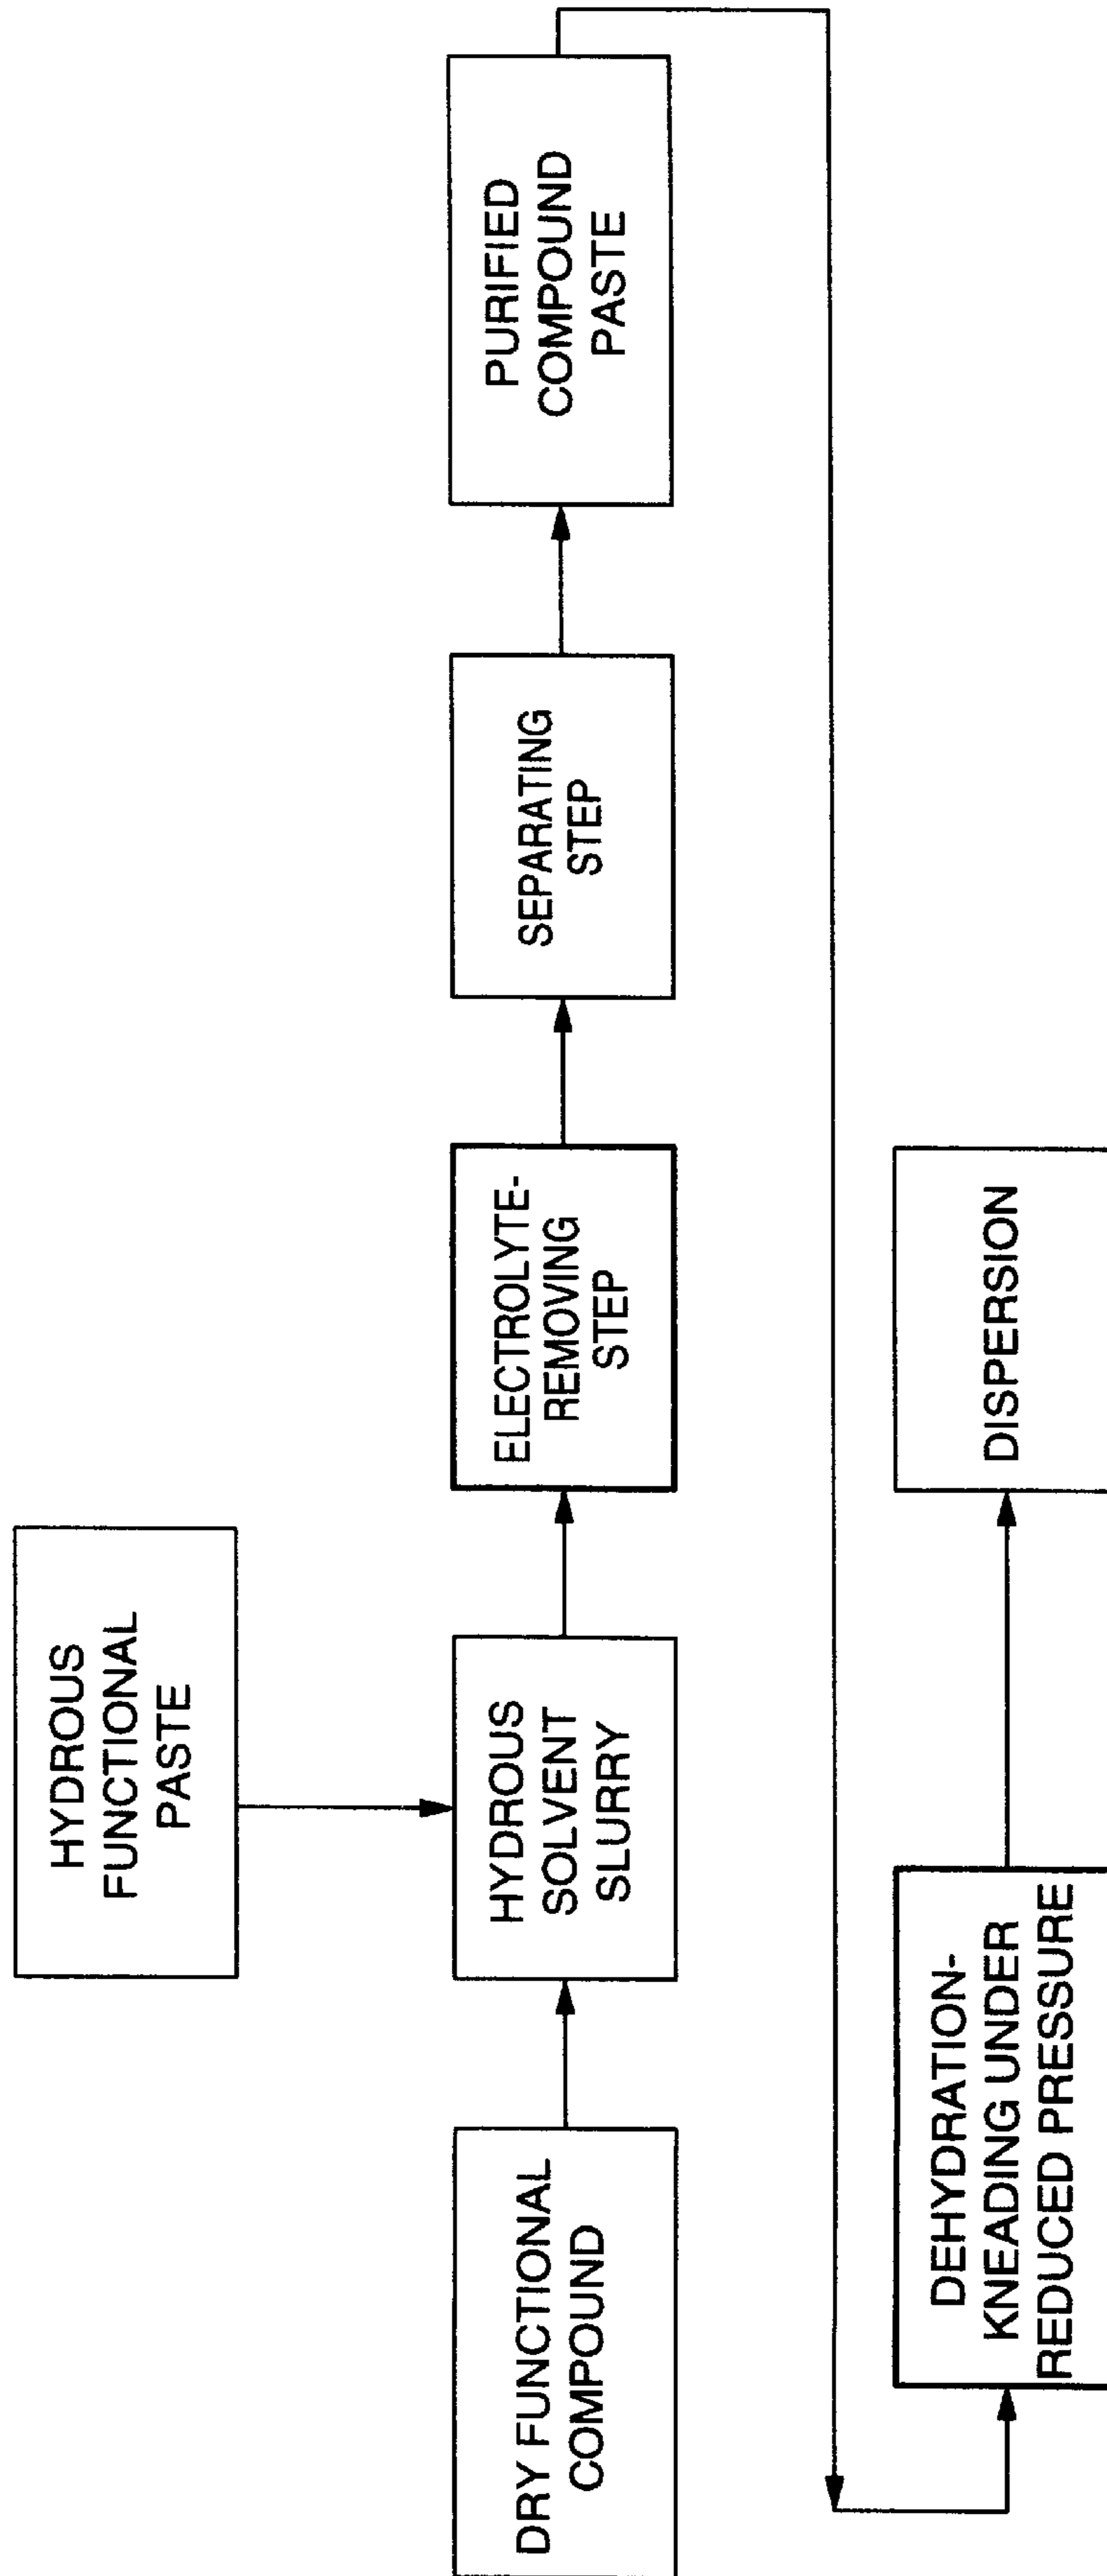 HYDROUS
FUNCTIONAL
PASTE
DRY FUNCTIONAL
COMPOUND
HYDROUS
SOLVENT
SLURRY
ELECTROLYTE-
REMOVING
STEP
SEPARATING
STEP
PURIFIED
COMPOUND
PASTE
DEHYDRATION-
KNEADING UNDER
REDUCED PRESSURE
DISPERSION